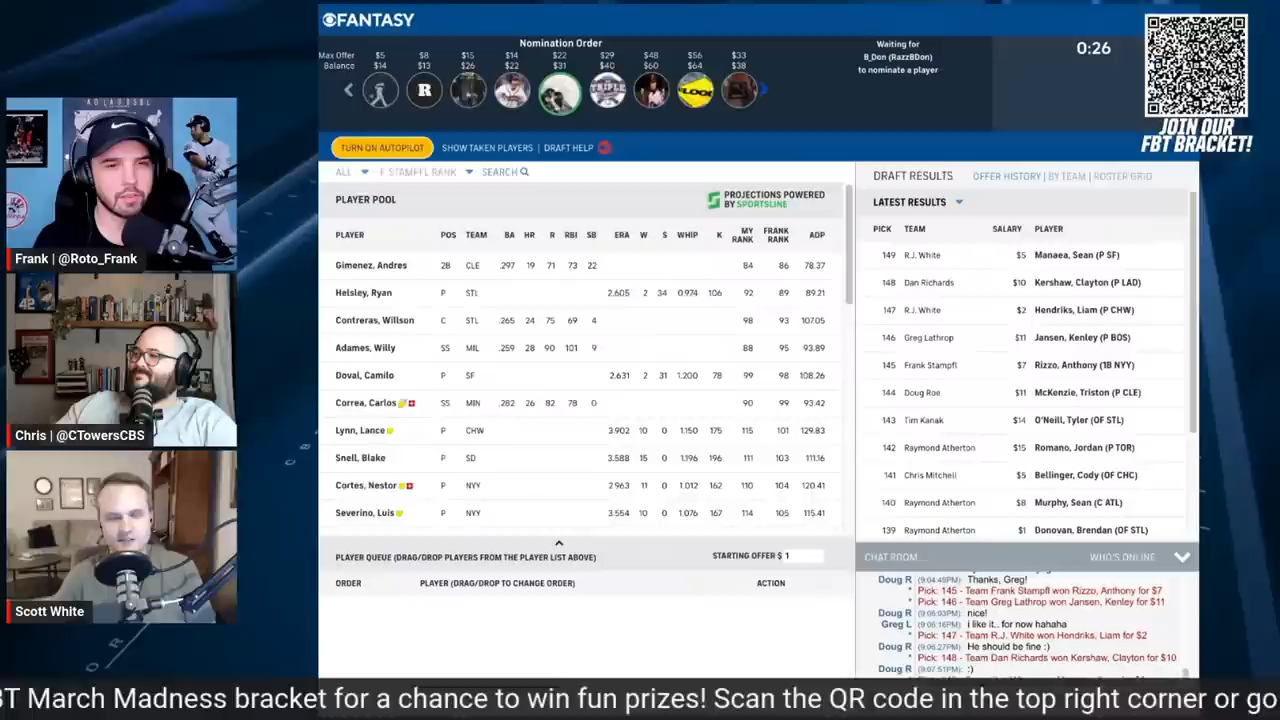 FANTASY
Nomination Order
Max Offer $5 $8 $15 $14 $22 $29 $48 $56 $33
Balance $14 $13 $26 $22 $31 $40 $60 $64 $38
R
TRIPLE
Waiting for
B_Don (RazzBDon)
to nominate a player
0:26
JOIN OUR
FBT BRACKET!
TURN ON AUTOPILOT SHOW TAKEN PLAYERS | DRAFT HELP
ALL F STAMPFL RANK SEARCH
PLAYER POOL
PROJECTIONS POWERED
BY SPORTSLINE
PLAYER POS TEAM BA HR R RBI SB ERA W S WHIP K MY RANK FRANK RANK ADP
Gimenez, Andres 2B CLE .297 19 71 73 22 84 86 78.37
Helsley, Ryan P STL 2.605 2 34 0.974 106 92 89 89.21
Contreras, Willson C STL .265 24 75 69 4 98 93 107.05
Adames, Willy SS MIL .259 28 90 101 9 88 95 93.89
Doval, Camilo P SF 2.631 2 31 1.200 78 99 98 108.26
Correa, Carlos SS MIN .282 26 82 78 0 90 99 93.42
Lynn, Lance P CHW 3.902 10 0 1.150 175 115 101 129.83
Snell, Blake P SD 3.588 15 0 1.196 196 111 103 111.16
Cortes, Nestor P NYY 2.963 11 0 1.012 162 110 104 120.41
Severino, Luis P NYY 3.554 10 0 1.076 167 114 105 115.41
PLAYER QUEUE (DRAG/DROP PLAYERS FROM THE PLAYER LIST ABOVE) STARTING OFFER $ 1
ORDER PLAYER (DRAG/DROP TO CHANGE ORDER) ACTION
DRAFT RESULTS OFFER HISTORY | BY TEAM | ROSTER GRID
LATEST RESULTS
PICK TEAM SALARY PLAYER
149 R.J. White $5 Manaea, Sean (P SF)
148 Dan Richards $10 Kershaw, Clayton (P LAD)
147 R.J. White $2 Hendriks, Liam (P CHW)
146 Greg Lathrop $11 Jansen, Kenley (P BOS)
145 Frank Stampfl $7 Rizzo, Anthony (1B NYY)
144 Doug Roe $11 McKenzie, Triston (P CLE)
143 Tim Kanak $14 O'Neill, Tyler (OF STL)
142 Raymond Atherton $15 Romano, Jordan (P TOR)
141 Chris Mitchell $5 Bellinger, Cody (OF CHC)
140 Raymond Atherton $8 Murphy, Sean (C ATL)
139 Raymond Atherton $1 Donovan, Brendan (OF STL)
CHAT ROOM... WHO'S ONLINE
Doug R (9:04:49PM): Thanks, Greg!
* Pick: 145 - Team Frank Stampfl won Rizzo, Anthony for $7
* Pick: 146 - Team Greg Lathrop won Jansen, Kenley for $11
Doug R (9:06:03PM): nice!
Greg L (9:06:16PM): i like it.. for now hahaha
* Pick: 147 - Team R.J. White won Hendriks, Liam for $2
Doug R (9:06:27PM): He should be fine :)
* Pick: 148 - Team Dan Richards won Kershaw, Clayton for $10
Doug R (9:07:51PM): :)
Frank | @Roto_Frank
Chris | @CTowersCBS
Scott White
BT March Madness bracket for a chance to win fun prizes! Scan the QR code in the top right corner or go